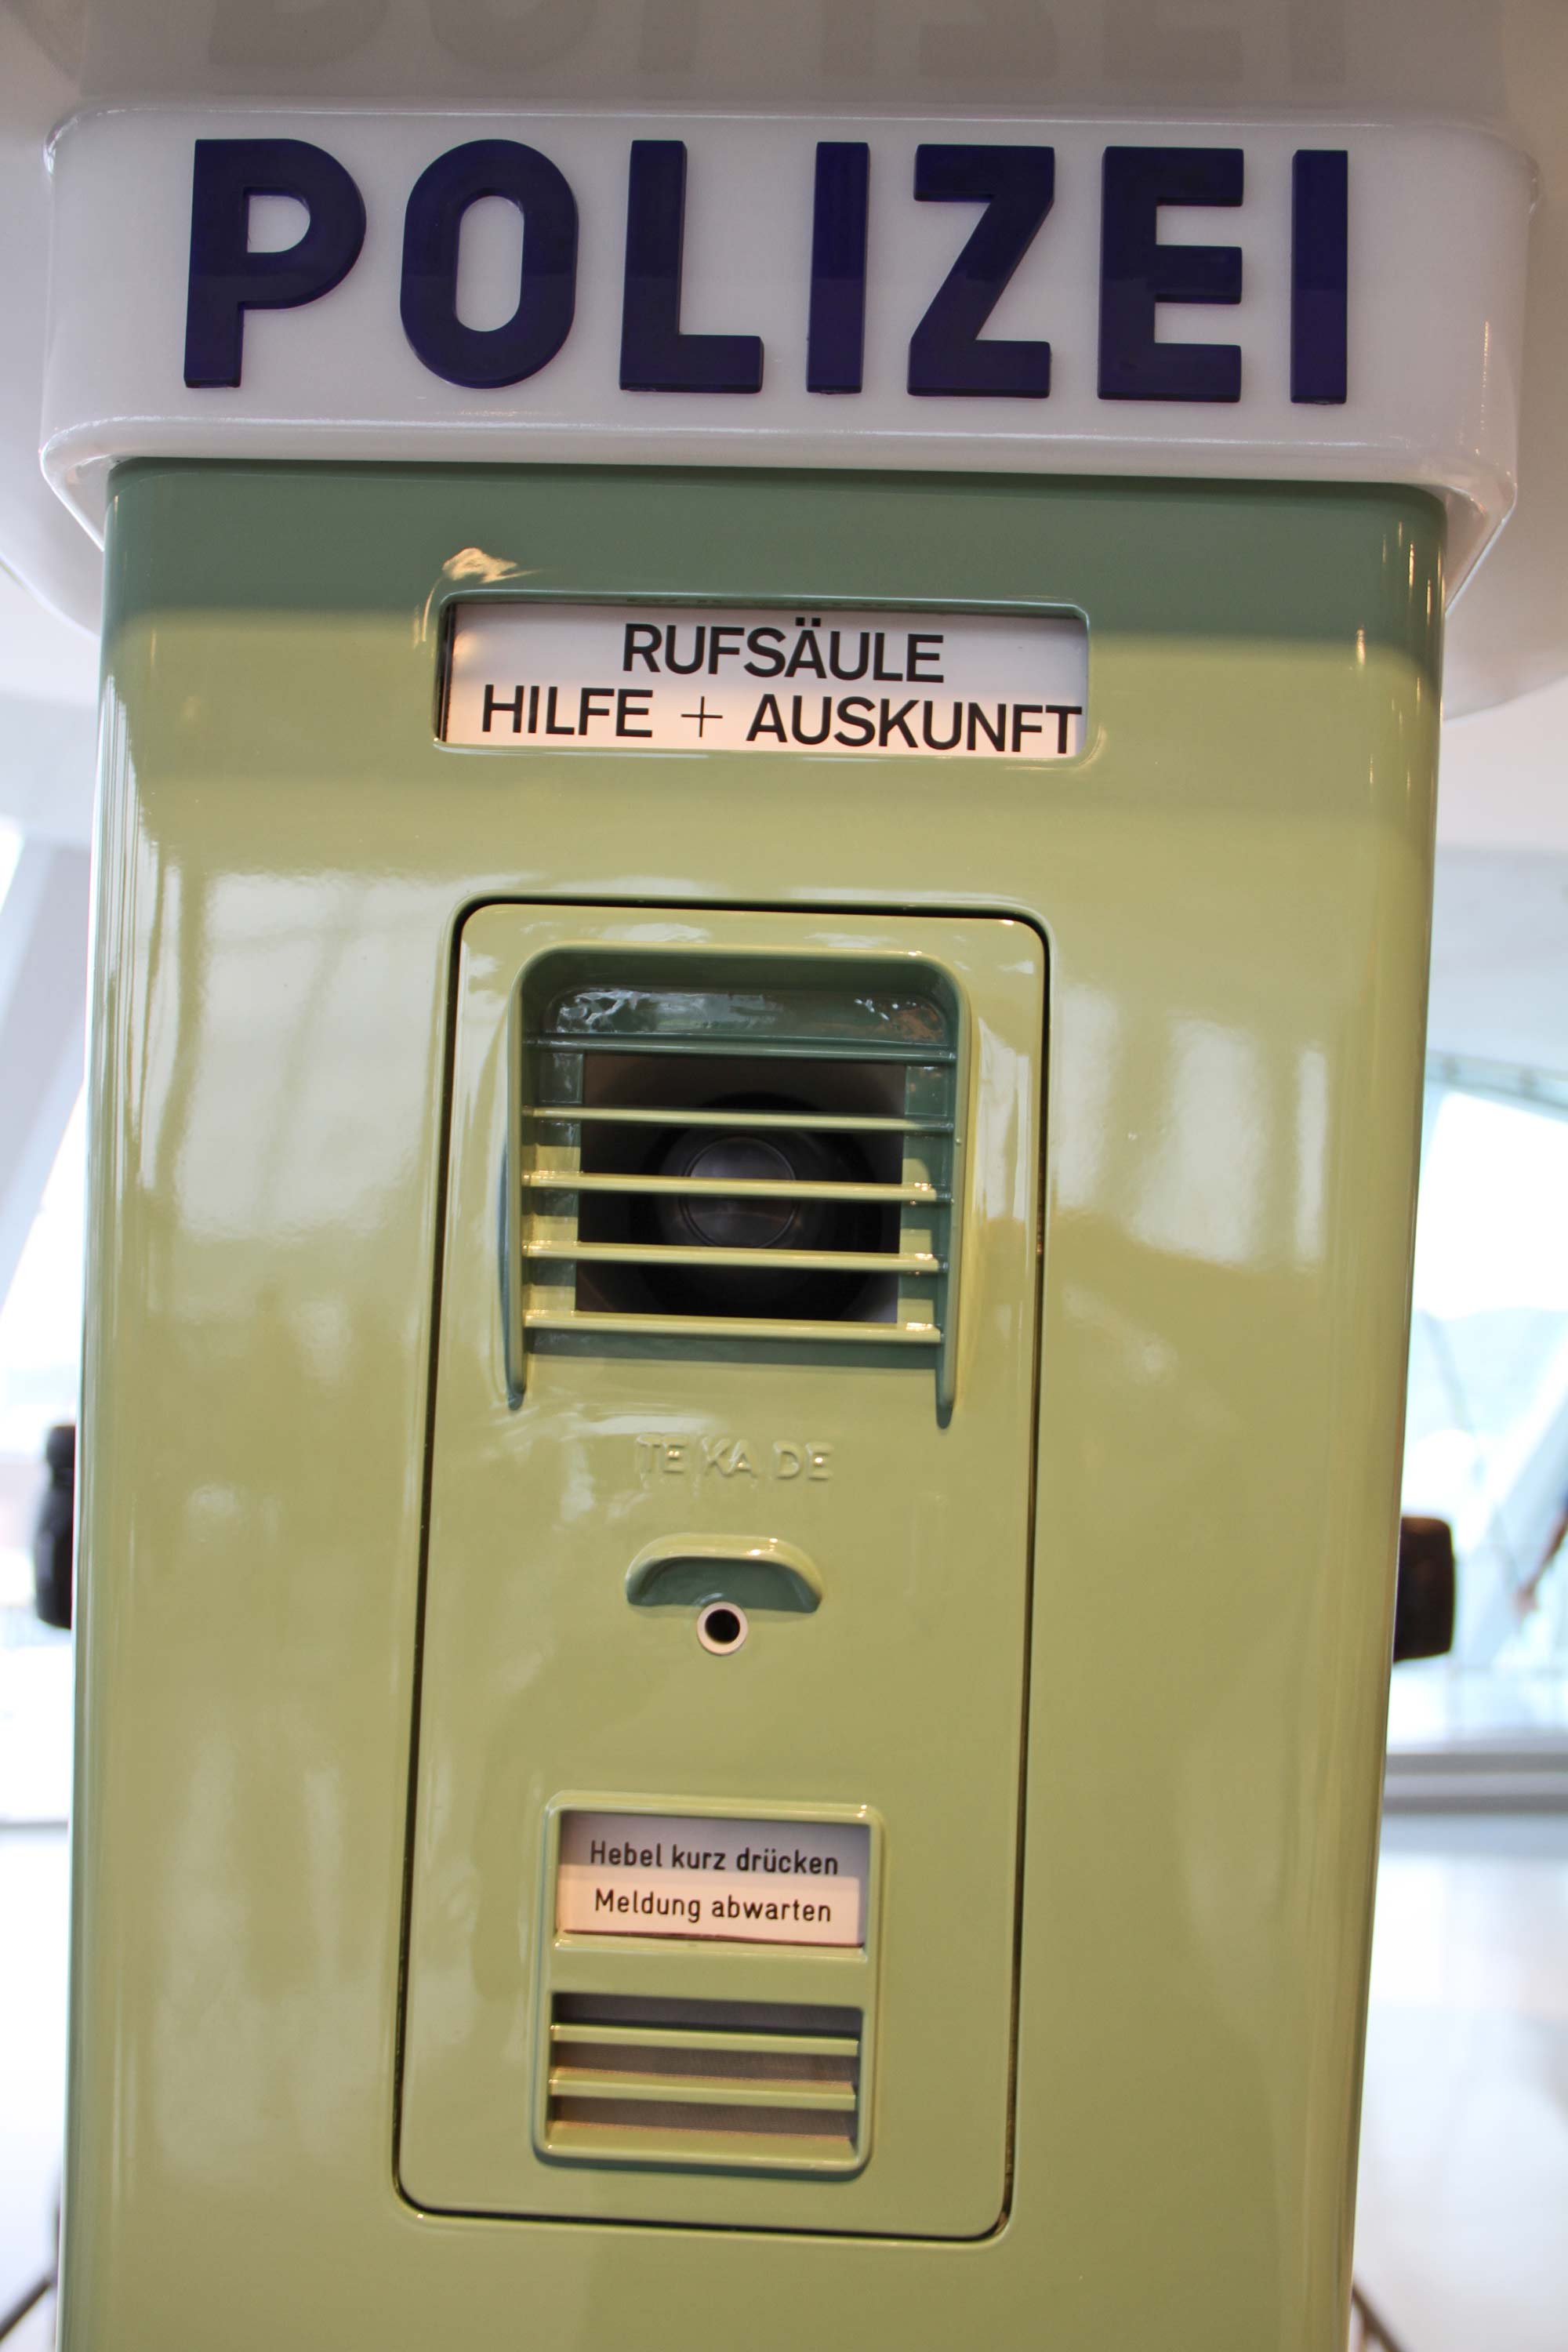 POLIZEI
RUFSÄULE
HILFE + AUSKUNFT
TE KA DE
Hebel kurz drücken
Meldung abwarten